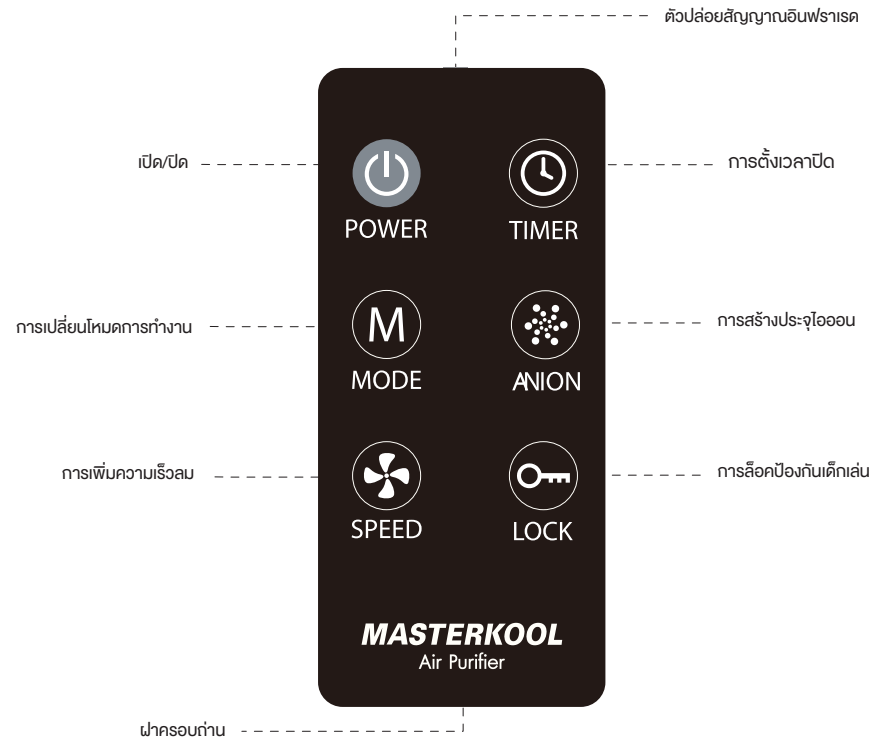 ตัวปล่อยสัญญาณอินฟราเรด
เปิด/ปิด
การตั้งเวลาปิด
POWER
TIMER
การเปลี่ยนโหมดการทำงาน
M
การสร้างประจุไอออน
MODE
ANION
การเพิ่มความเร็วลม
การล็อคป้องกันเด็กเล่น
SPEED
LOCK
MASTERKOOL
Air Purifier
ฝาครอบถ่าน